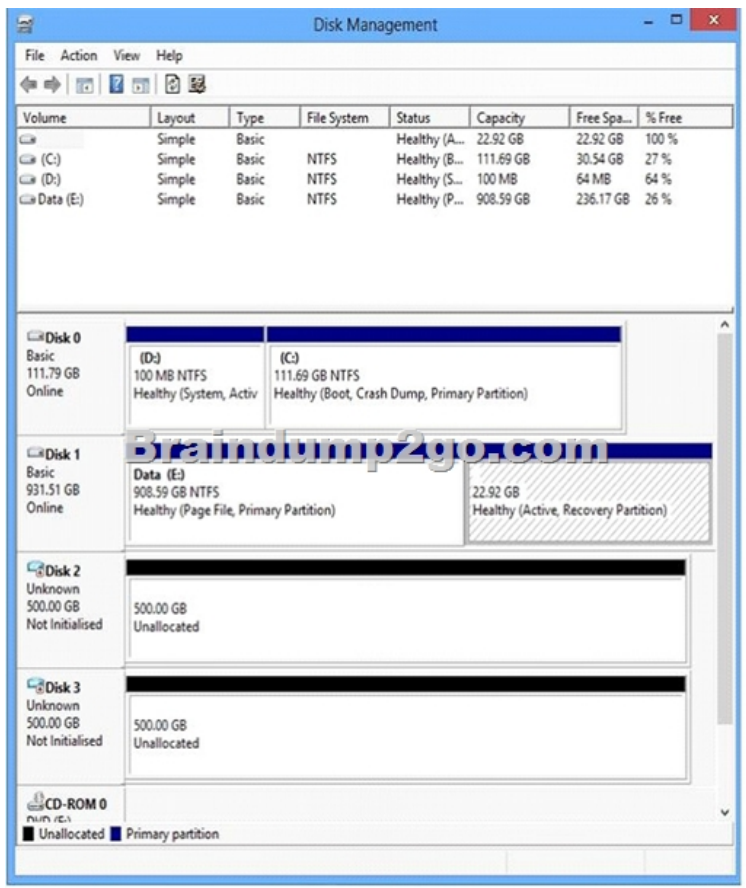 Disk Management
File Action View Help
Volume Layout Type File System Status Capacity Free Spa... % Free
Simple Basic Healthy (A... 22.92 GB 22.92 GB 100 %
(C:) Simple Basic NTFS Healthy (B... 111.69 GB 30.54 GB 27 %
(D:) Simple Basic NTFS Healthy (S... 100 MB 64 MB 64 %
Data (E:) Simple Basic NTFS Healthy (P... 908.59 GB 236.17 GB 26 %
Disk 0
Basic
111.79 GB
Online
(D:)
100 MB NTFS
Healthy (System, Activ
(C:)
111.69 GB NTFS
Healthy (Boot, Crash Dump, Primary Partition)
Braindump2go.com
Disk 1
Basic
931.51 GB
Online
Data (E:)
908.59 GB NTFS
Healthy (Page File, Primary Partition)
22.92 GB
Healthy (Active, Recovery Partition)
Disk 2
Unknown
500.00 GB
Not Initialised
500.00 GB
Unallocated
Disk 3
Unknown
500.00 GB
Not Initialised
500.00 GB
Unallocated
CD-ROM 0
Unallocated Primary partition